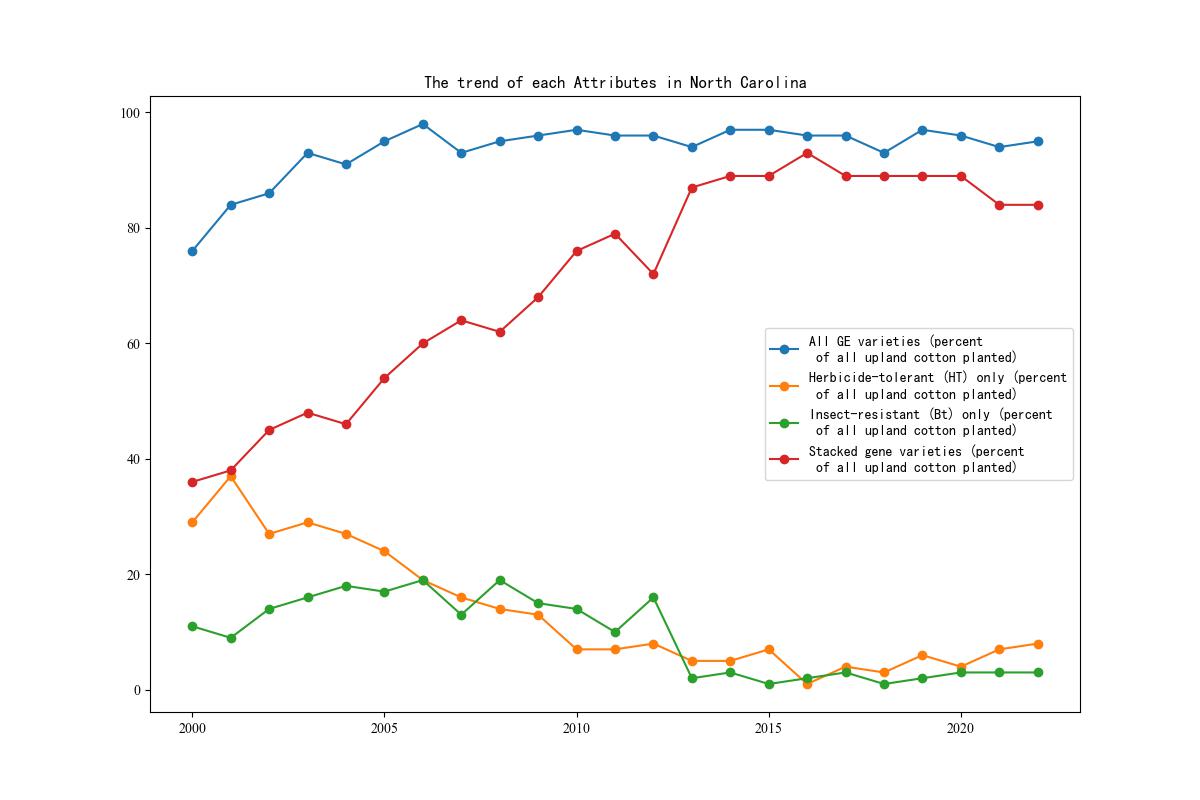 The trend of each Attributes in North Carolina
100
80
60
40
20
0
2000
2005
2010
2015
2020
All GE varieties (percent
of all upland cotton planted)
Herbicide-tolerant (HT) only (percent
of all upland cotton planted)
Insect-resistant (Bt) only (percent
of all upland cotton planted)
Stacked gene varieties (percent
of all upland cotton planted)